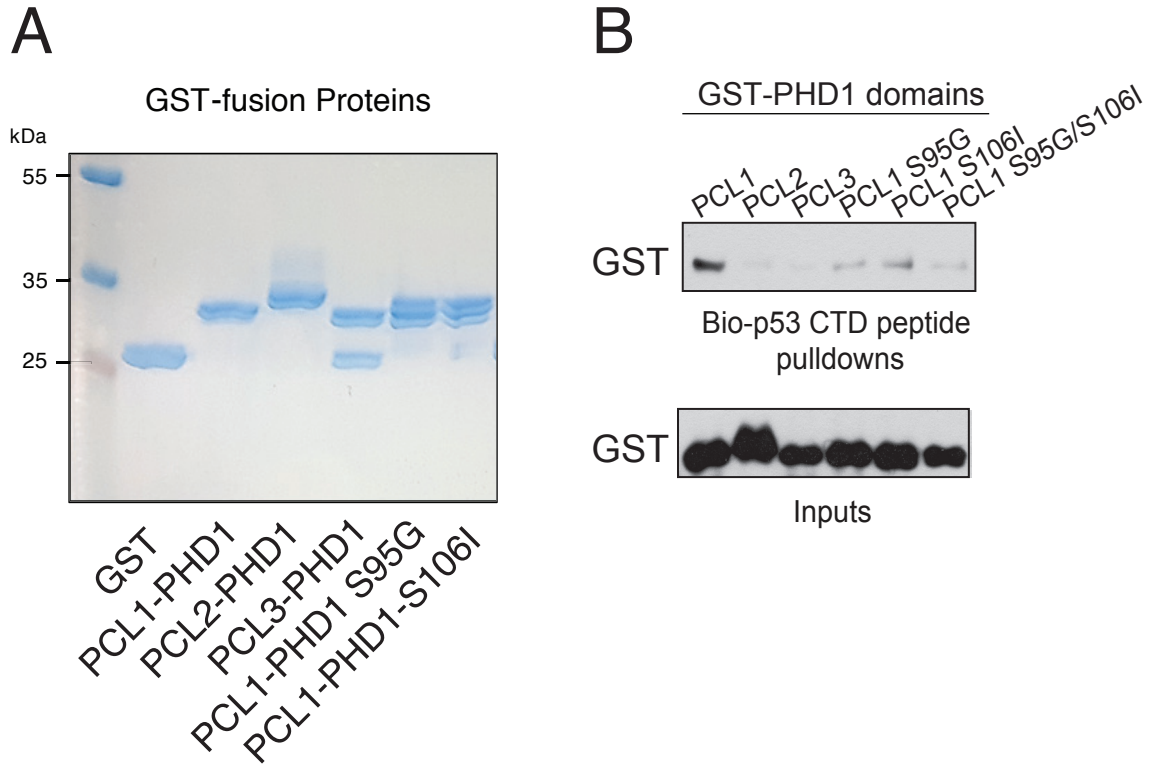 A
GST-fusion Proteins
kDa
55
35
25
GST
PCL1-PHD1
PCL2-PHD1
PCL3-PHD1
PCL1-PHD1 S95G
PCL1-PHD1-S106I
B
GST-PHD1 domains
PCL1
PCL2
PCL3
PCL1 S95G
PCL1 S106I
PCL1 S95G/S106I
GST
Bio-p53 CTD peptide
pulldowns
GST
Inputs